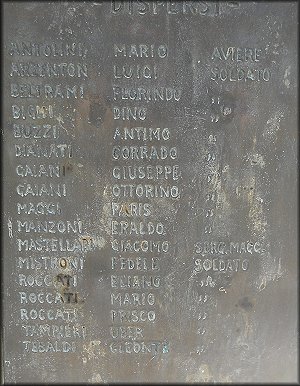 - DISPERSI -
ANTOLINI MARIO AVIERE
ARGENTON LUIGI SOLDATO
BELTRAMI FLORINDO "
BIGHI DINO "
BUZZI ANTIMO "
DIANATI CORRADO "
GAIANI GIUSEPPE "
GAIANI OTTORINO "
MAGGI PARIS "
MANZONI ERALDO "
MASTELLARI GIACOMO SERG. MAGG.
MISTRONI FEDELE SOLDATO
ROCCATI ELIANO "
ROCCATI MARIO "
ROCCATI PRISCO "
TAMPIERI UBER "
TEBALDI CLEONTE "